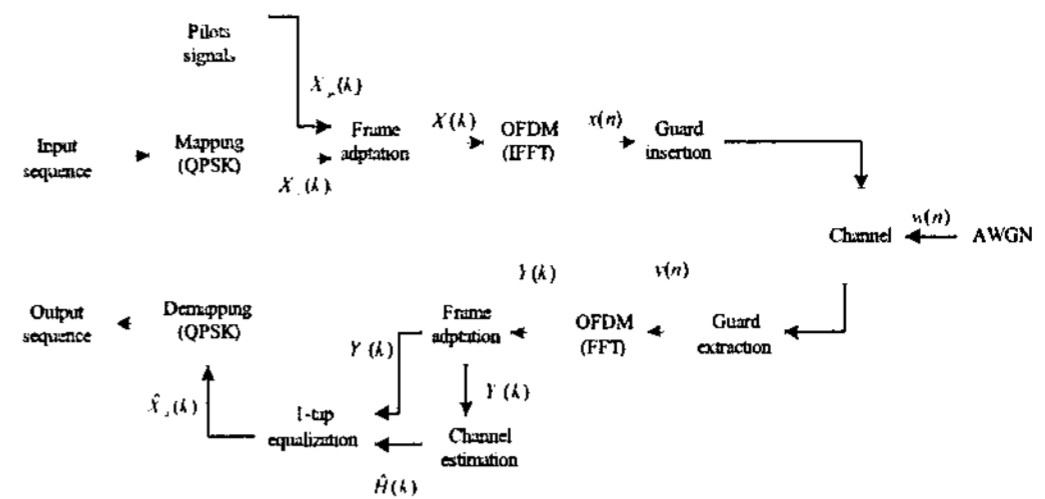 Pilots
signals
X (k)
Input
sequence
Mapping
(QPSK)
X (k)
Frame
adptation
X(k)
OFDM
(IFFT)
x(n)
Guard
insertion
Channel
w(n)
AWGN
Y(k)
y(n)
Output
sequence
Demapping
(QPSK)
Frame
adptation
OFDM
(FFT)
Guard
extraction
Y (k)
Y (k)
X̂ (k)
1-tap
equalization
Channel
estimation
Ĥ(k)